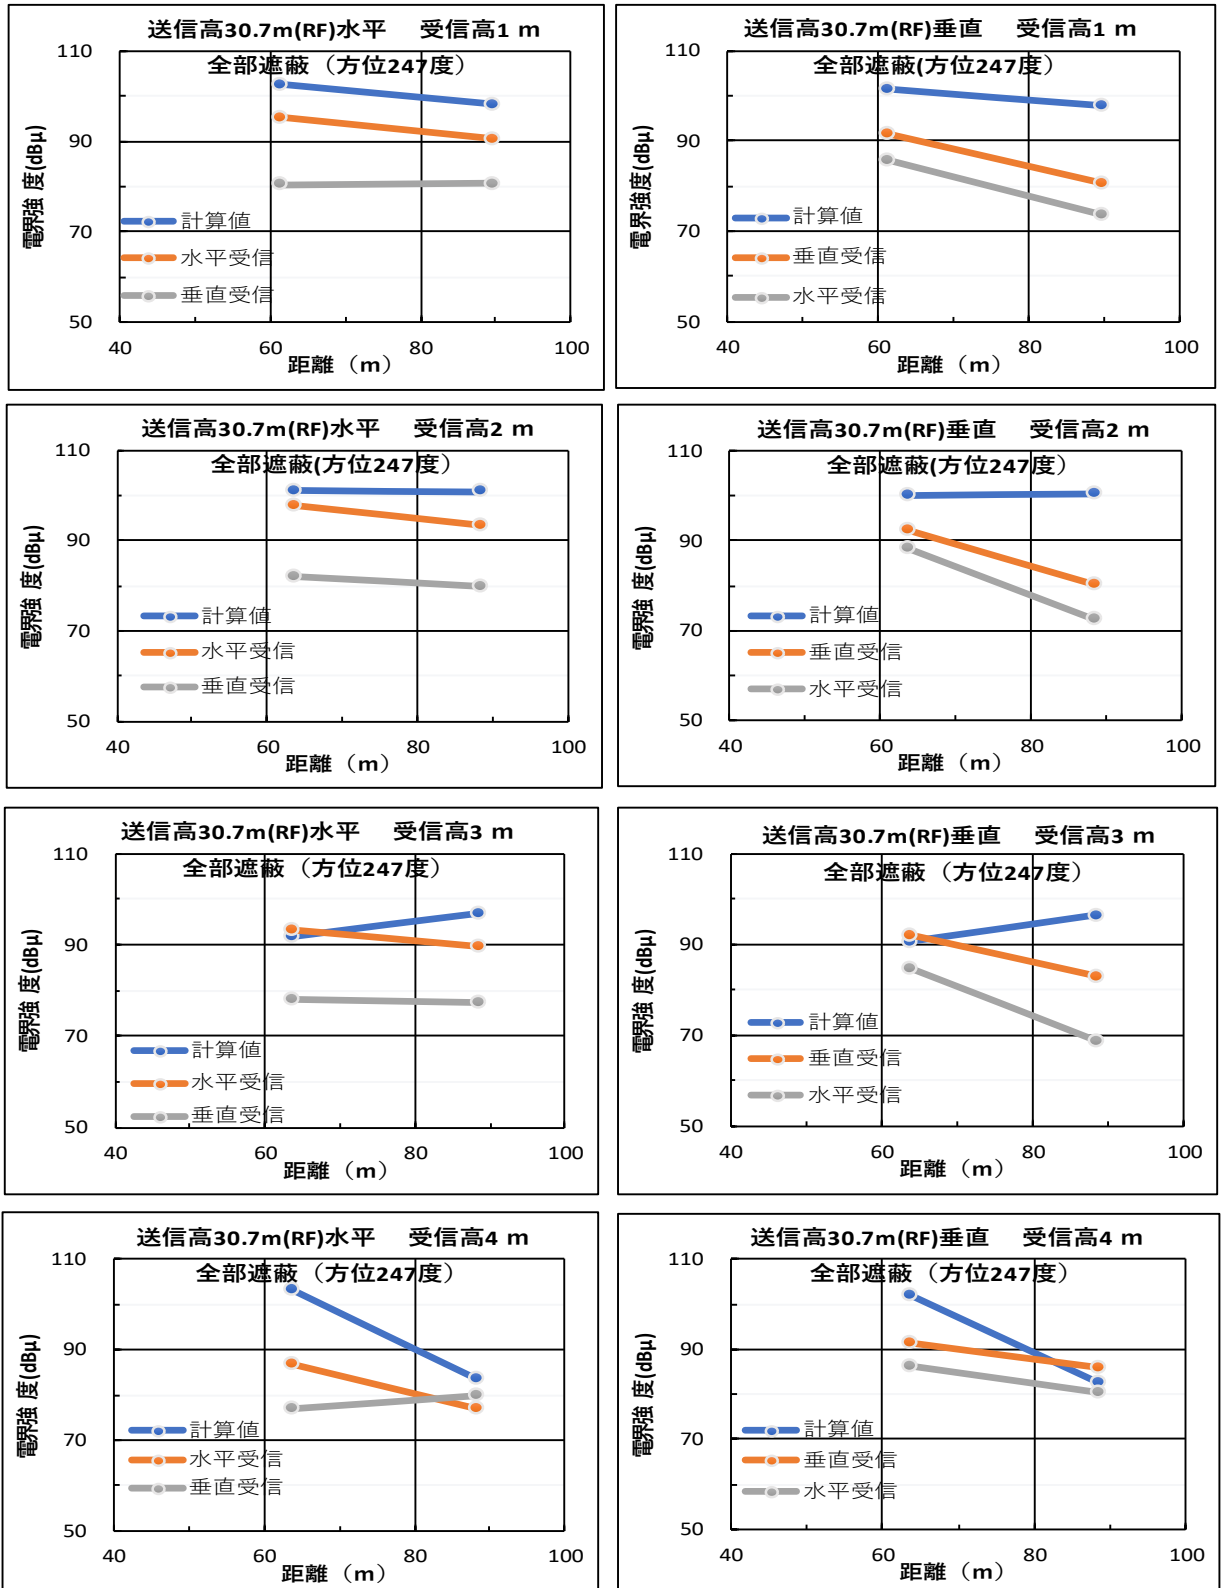 送信高30.7m(RF)水平 受信高1 m
全部遮蔽（方位247度）
電界強度(dBμ)
110
90
70
50
計算値
水平受信
垂直受信
40 60 80 100
距離（m）
送信高30.7m(RF)垂直 受信高1 m
全部遮蔽(方位247度)
電界強度(dBμ)
110
90
70
50
計算値
垂直受信
水平受信
40 60 80 100
距離（m）
送信高30.7m(RF)水平 受信高2 m
全部遮蔽(方位247度)
電界強 度(dBμ)
110
90
70
50
計算値
水平受信
垂直受信
40 60 80 100
距離（m）
送信高30.7m(RF)垂直 受信高2 m
全部遮蔽(方位247度)
電界強 度(dBμ)
110
90
70
50
計算値
垂直受信
水平受信
40 60 80 100
距離（m）
送信高30.7m(RF)水平 受信高3 m
全部遮蔽（方位247度）
電界強 度(dBμ)
110
90
70
50
計算値
水平受信
垂直受信
40 60 80 100
距離（m）
送信高30.7m(RF)垂直 受信高3 m
全部遮蔽（方位247度）
電界強 度(dBμ)
110
90
70
50
計算値
垂直受信
水平受信
40 60 80 100
距離（m）
送信高30.7m(RF)水平 受信高4 m
全部遮蔽（方位247度）
電界強 度(dBμ)
110
90
70
50
計算値
水平受信
垂直受信
40 60 80 100
距離（m）
送信高30.7m(RF)垂直 受信高4 m
全部遮蔽（方位247度）
電界強 度(dBμ)
110
90
70
50
計算値
垂直受信
水平受信
40 60 80 100
距離（m）